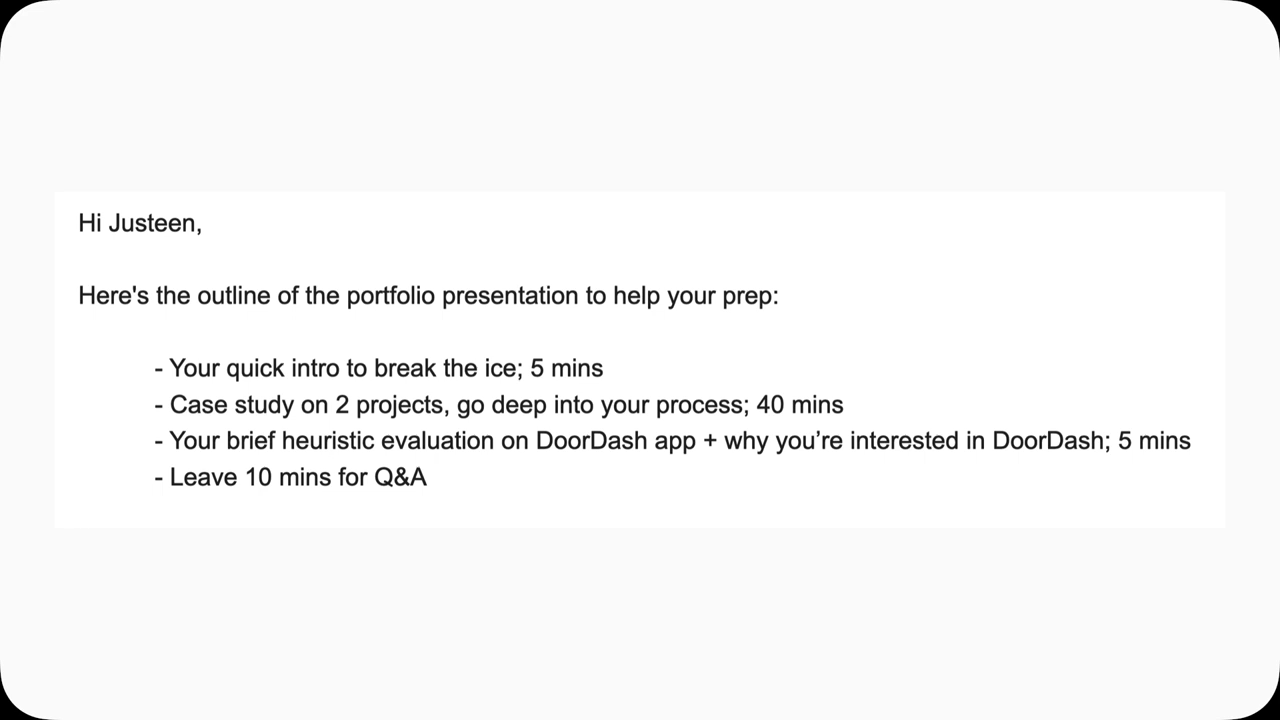 Hi Justeen,
Here's the outline of the portfolio presentation to help your prep:
- Your quick intro to break the ice; 5 mins
- Case study on 2 projects, go deep into your process; 40 mins
- Your brief heuristic evaluation on DoorDash app + why you’re interested in DoorDash; 5 mins
- Leave 10 mins for Q&A